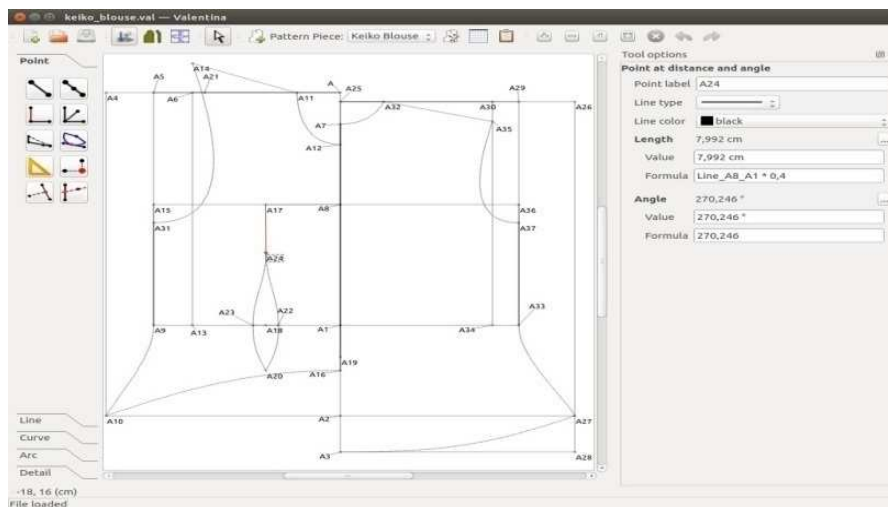 keiko_blouse.val — Valentina
Pattern Piece: Keiko Blouse
Point
Line
Curve
Arc
Detail
A14
A5
A21
A
A25
A29
A4
A6
A11
A32
A30
A26
A7
A35
A12
A15
A17
A8
A36
A31
A37
A24
A23
A22
A33
A9
A13
A18
A1
A34
A19
A20
A16
A10
A2
A27
A3
A28
Tool options
Point at distance and angle
Point label A24
Line type
Line color black
Length 7,992 cm
Value 7,992 cm
Formula Line_A8_A1 * 0,4
Angle 270,246 °
Value 270,246 °
Formula 270,246
-18, 16 (cm)
File loaded